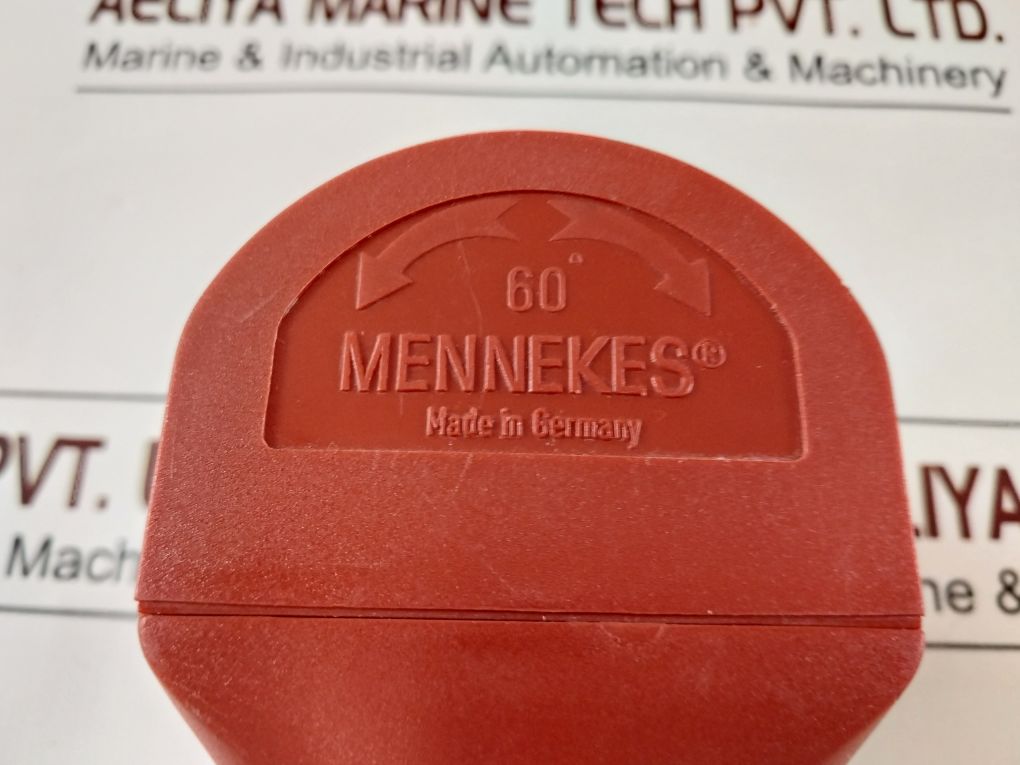 AELIYA MARINE TECH PVT. LTD.
Marine & Industrial Automation & Machinery
60°
MENNEKES®
Made in Germany
PVT.
LIYA
Mach
ne &